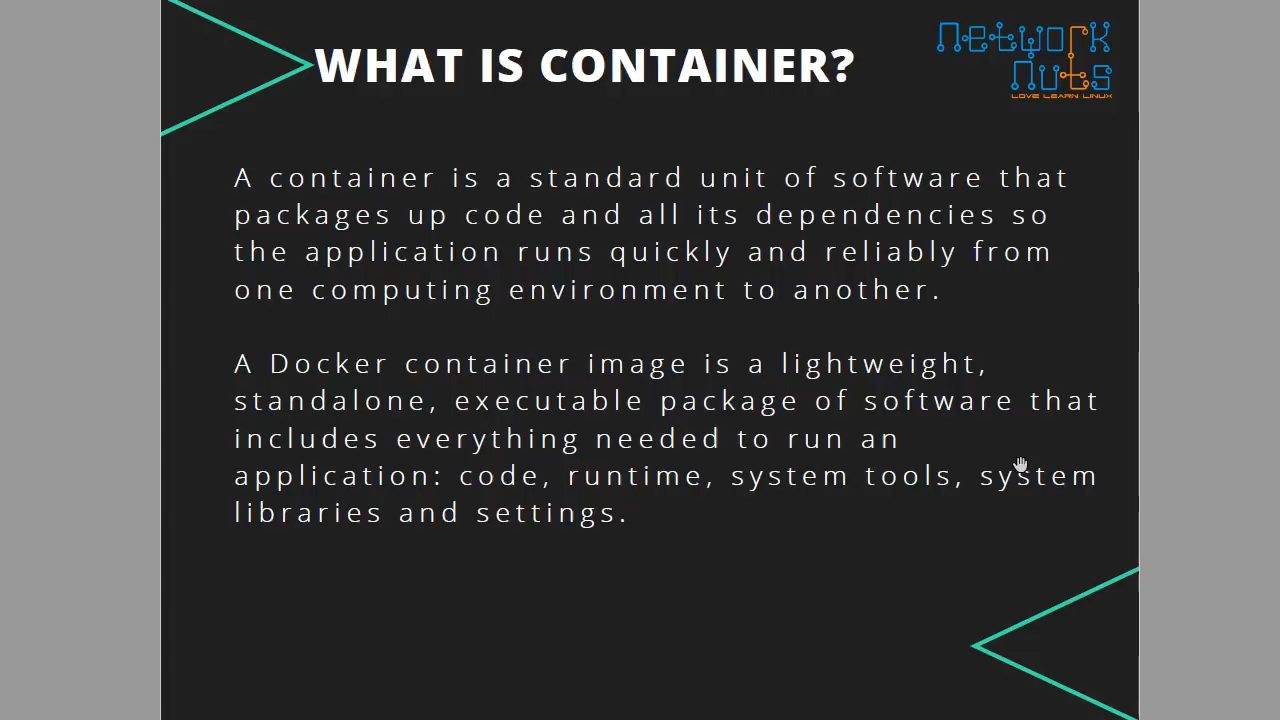 WHAT IS CONTAINER?
Network
Nuts
LOVE LEARN LINUX
A container is a standard unit of software that
packages up code and all its dependencies so
the application runs quickly and reliably from
one computing environment to another.
A Docker container image is a lightweight,
standalone, executable package of software that
includes everything needed to run an
application: code, runtime, system tools, system
libraries and settings.